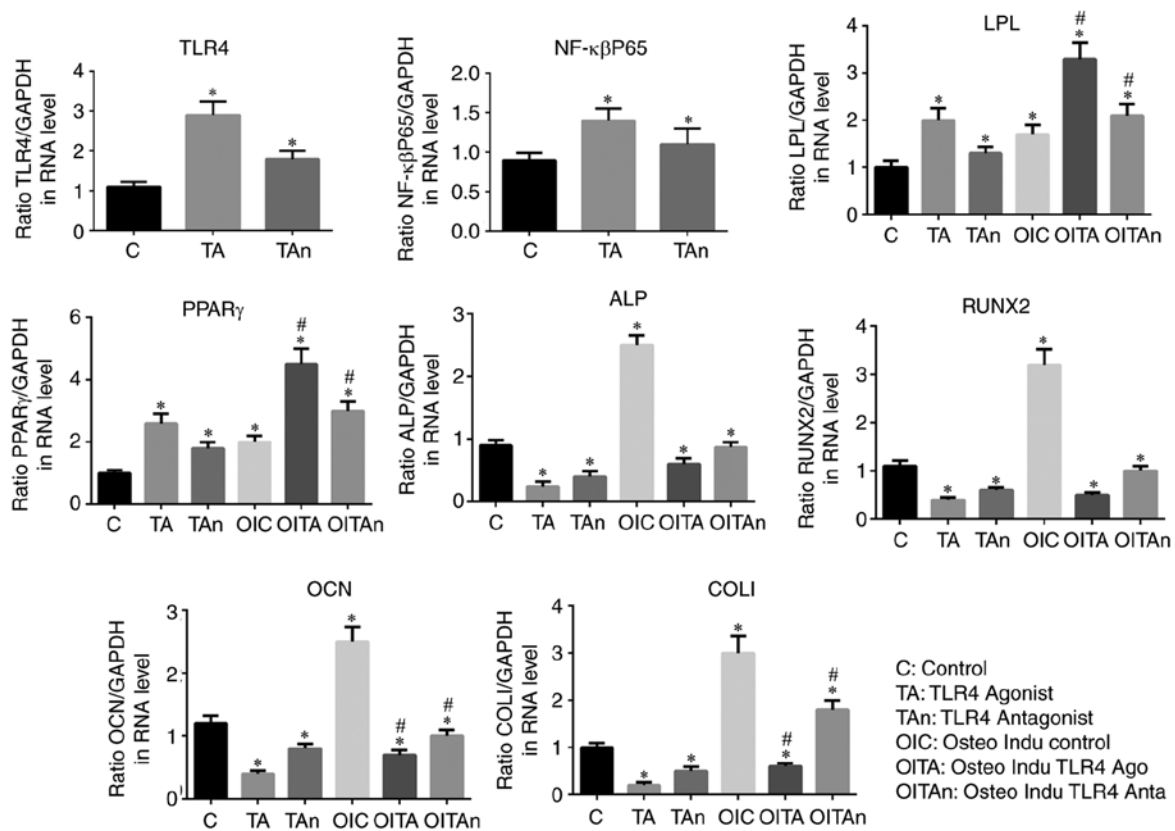 TLR4
Ratio TLR4/GAPDH
in RNA level
4
3
2
1
0
*
*
C TA TAn
NF-κβP65
Ratio NF-κβP65/GAPDH
in RNA level
2.0
1.5
1.0
0.5
0.0
*
*
C TA TAn
LPL
Ratio LPL/GAPDH
in RNA level
4
3
2
1
0
*
*
*
#
*
#
*
C TA TAn OIC OITA OITAn
PPARγ
Ratio PPARγ/GAPDH
in RNA level
6
4
2
0
*
*
*
#
*
#
*
C TA TAn OIC OITA OITAn
ALP
Ratio ALP/GAPDH
in RNA level
3
2
1
0
*
*
*
*
*
C TA TAn OIC OITA OITAn
RUNX2
Ratio RUNX2/GAPDH
in RNA level
4
3
2
1
0
*
*
*
*
*
C TA TAn OIC OITA OITAn
OCN
Ratio OCN/GAPDH
in RNA level
3
2
1
0
*
*
*
#
*
#
*
C TA TAn OIC OITA OITAn
COLI
Ratio COLI/GAPDH
in RNA level
4
3
2
1
0
*
*
*
#
*
#
*
C TA TAn OIC OITA OITAn
C: Control
TA: TLR4 Agonist
TAn: TLR4 Antagonist
OIC: Osteo Indu control
OITA: Osteo Indu TLR4 Ago
OITAn: Osteo Indu TLR4 Anta